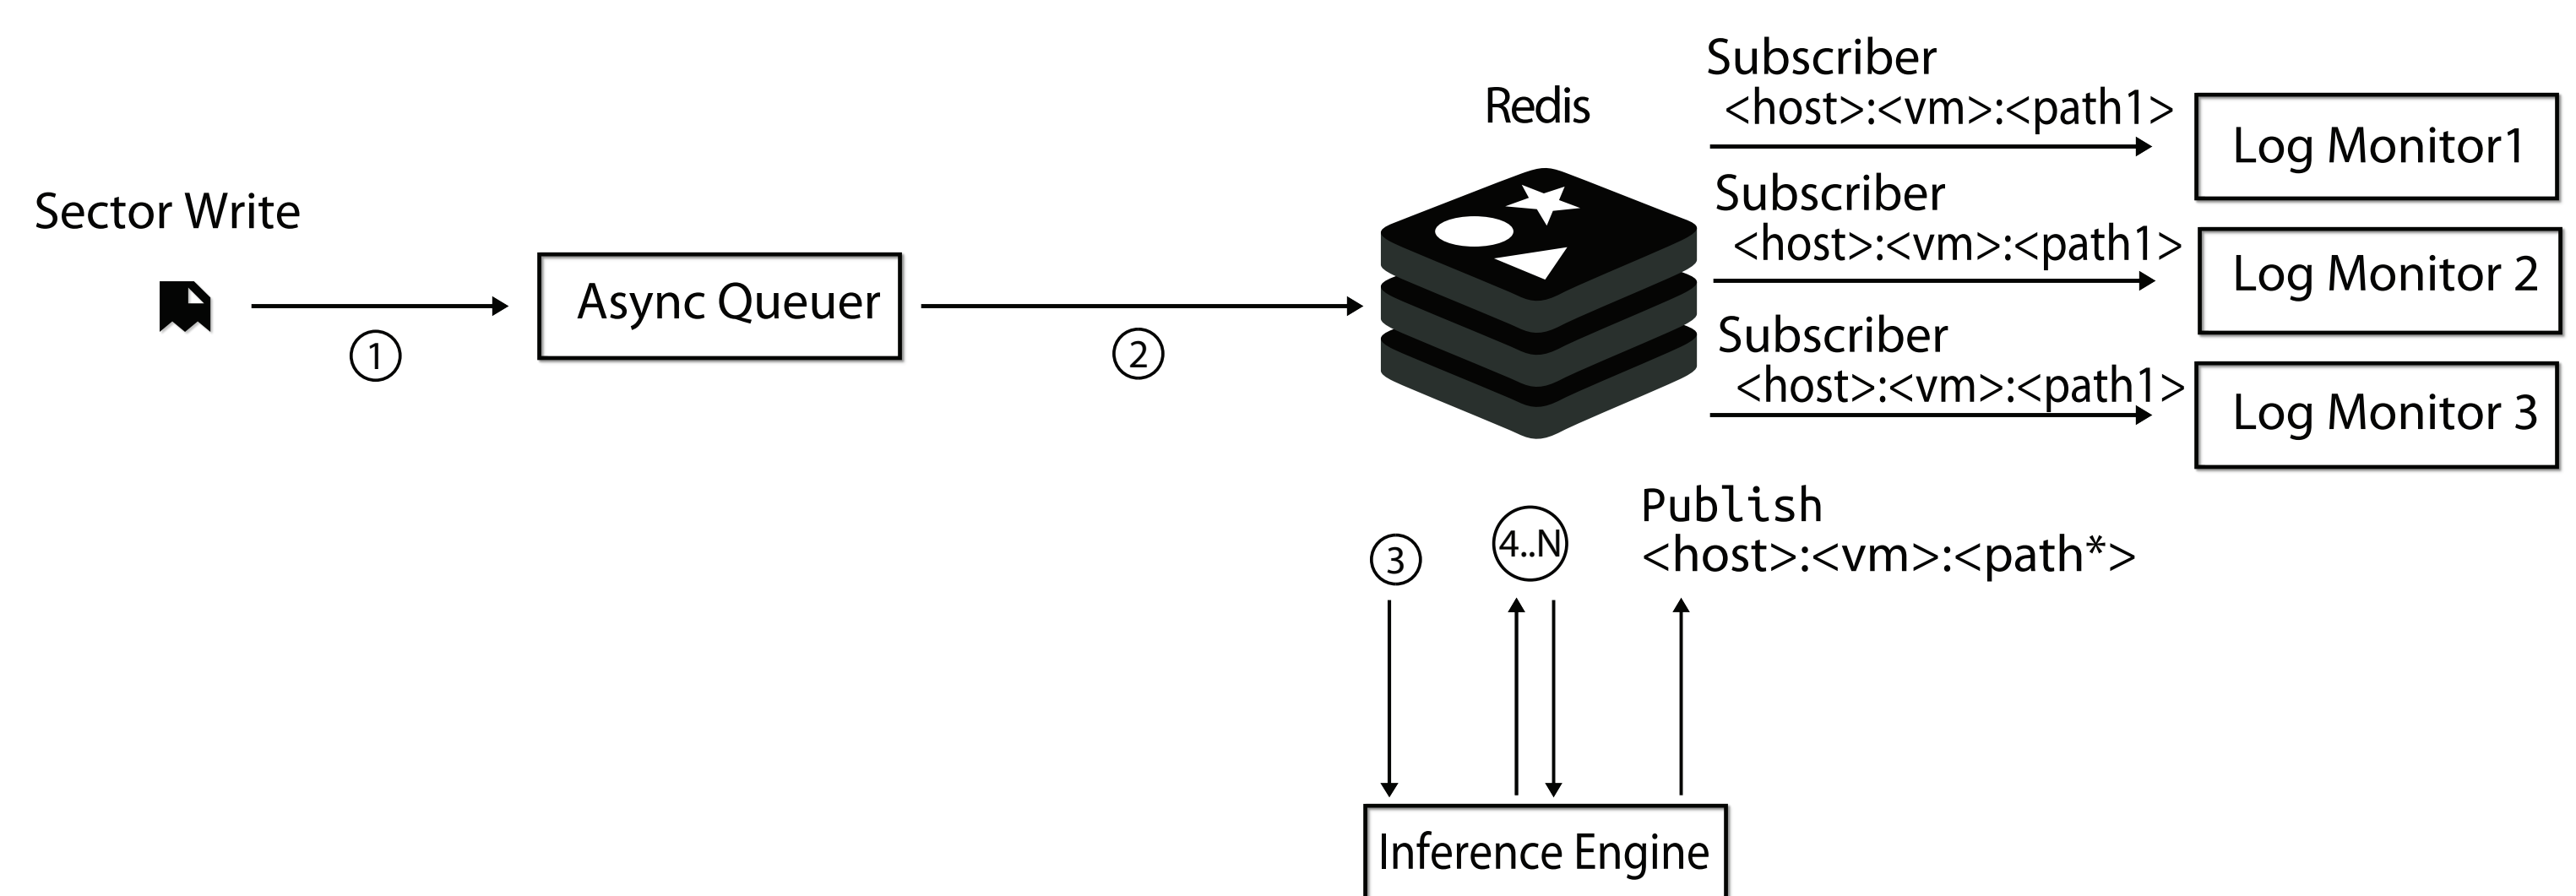 Sector Write
1
Async Queuer
2
Redis
Subscriber
<host>:<vm>:<path1>
Log Monitor1
Subscriber
<host>:<vm>:<path1>
Log Monitor 2
Subscriber
<host>:<vm>:<path1>
Log Monitor 3
3
4..N
Publish
<host>:<vm>:<path*>
Inference Engine